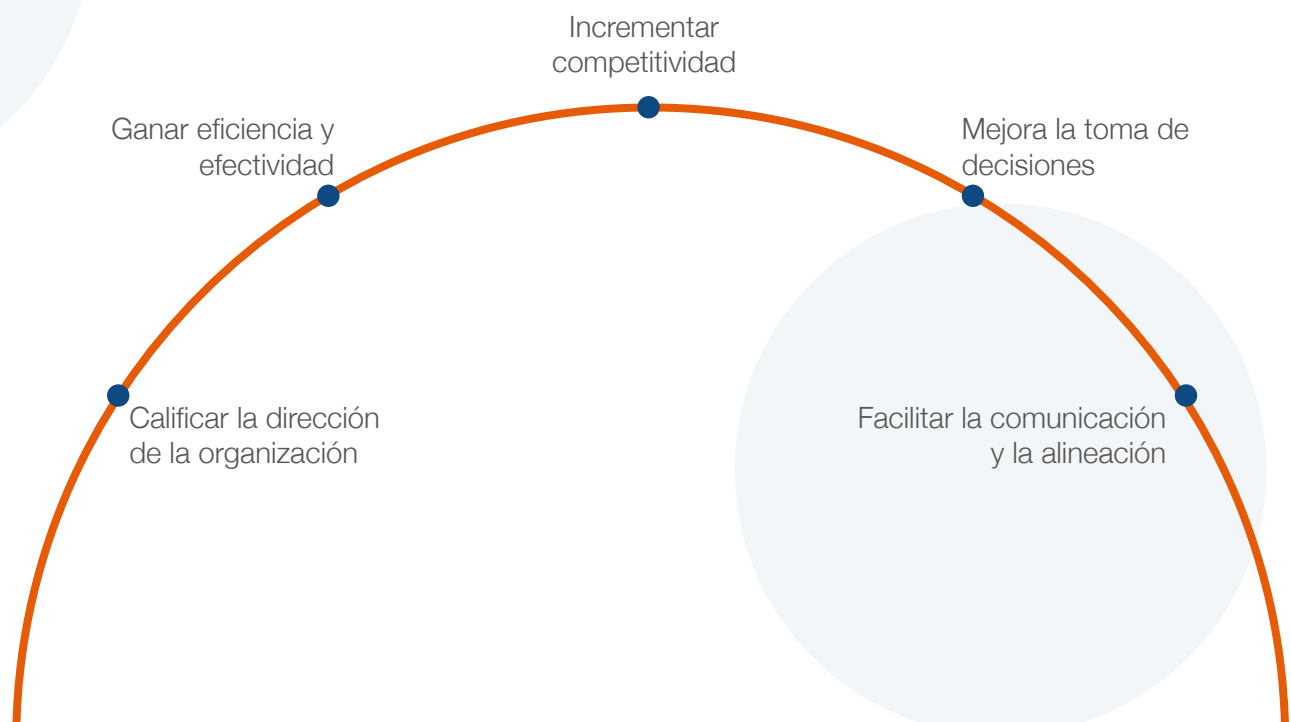 Incrementar
competitividad
Ganar eficiencia y
efectividad
Mejora la toma de
decisiones
Calificar la dirección
de la organización
Facilitar la comunicación
y la alineación